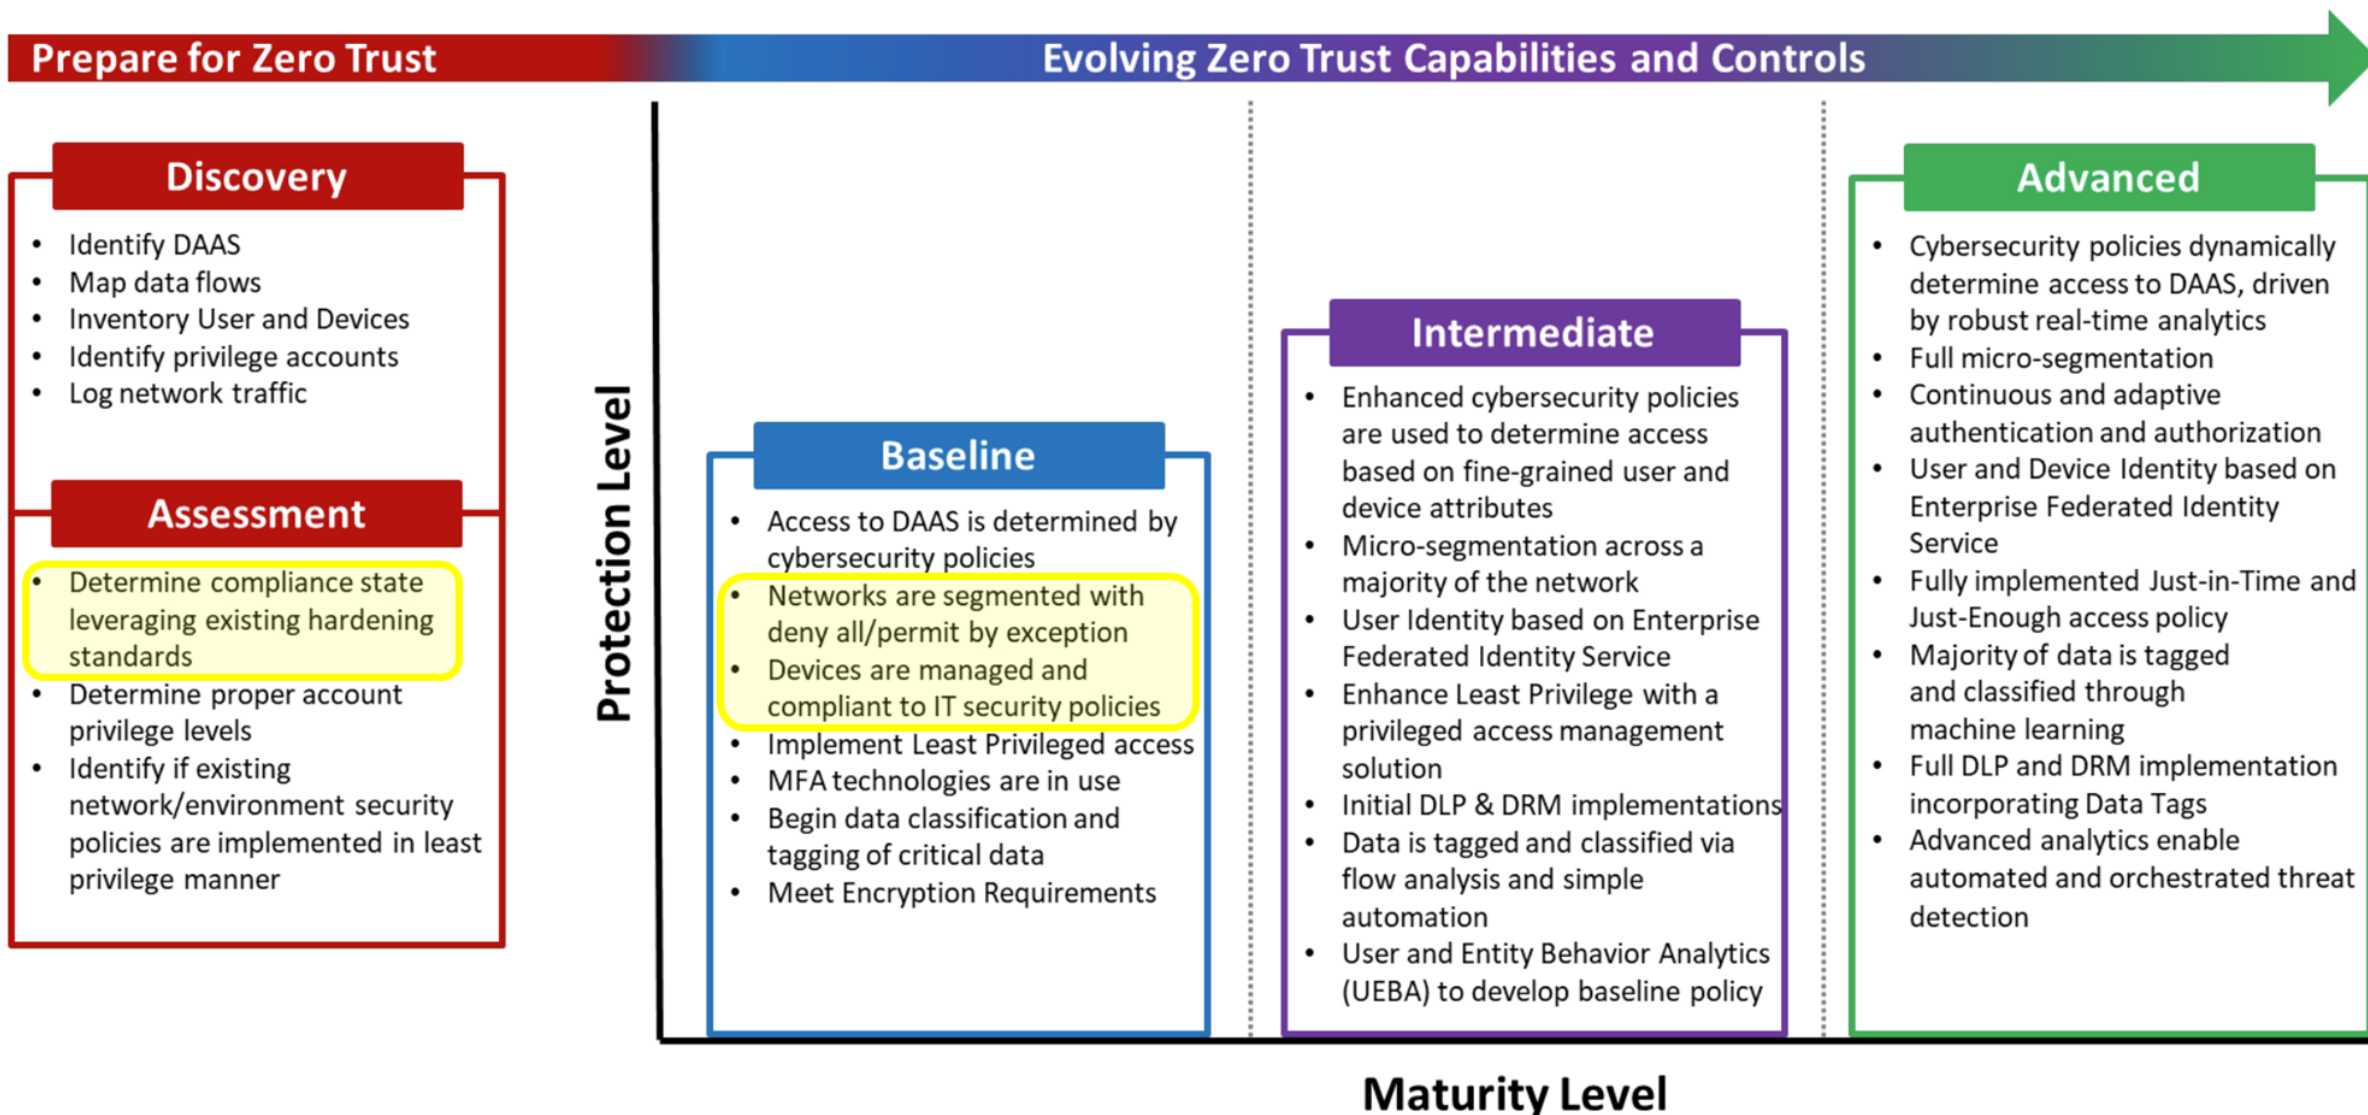 Prepare for Zero Trust
Evolving Zero Trust Capabilities and Controls
Discovery
• Identify DAAS
• Map data flows
• Inventory User and Devices
• Identify privilege accounts
• Log network traffic
Assessment
• Determine compliance state
leveraging existing hardening
standards
• Determine proper account
privilege levels
• Identify if existing
network/environment security
policies are implemented in least
privilege manner
Protection Level
Baseline
• Access to DAAS is determined by
cybersecurity policies
• Networks are segmented with
deny all/permit by exception
• Devices are managed and
compliant to IT security policies
• Implement Least Privileged access
• MFA technologies are in use
• Begin data classification and
tagging of critical data
• Meet Encryption Requirements
Intermediate
• Enhanced cybersecurity policies
are used to determine access
based on fine-grained user and
device attributes
• Micro-segmentation across a
majority of the network
• User Identity based on Enterprise
Federated Identity Service
• Enhance Least Privilege with a
privileged access management
solution
• Initial DLP & DRM implementations
• Data is tagged and classified via
flow analysis and simple
automation
• User and Entity Behavior Analytics
(UEBA) to develop baseline policy
Advanced
• Cybersecurity policies dynamically
determine access to DAAS, driven
by robust real-time analytics
• Full micro-segmentation
• Continuous and adaptive
authentication and authorization
• User and Device Identity based on
Enterprise Federated Identity
Service
• Fully implemented Just-in-Time and
Just-Enough access policy
• Majority of data is tagged
and classified through
machine learning
• Full DLP and DRM implementation
incorporating Data Tags
• Advanced analytics enable
automated and orchestrated threat
detection
Maturity Level